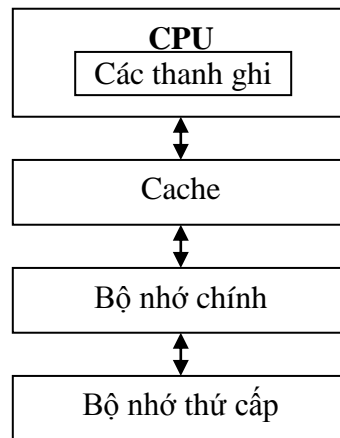 CPU
Các thanh ghi
Cache
Bộ nhớ chính
Bộ nhớ thứ cấp